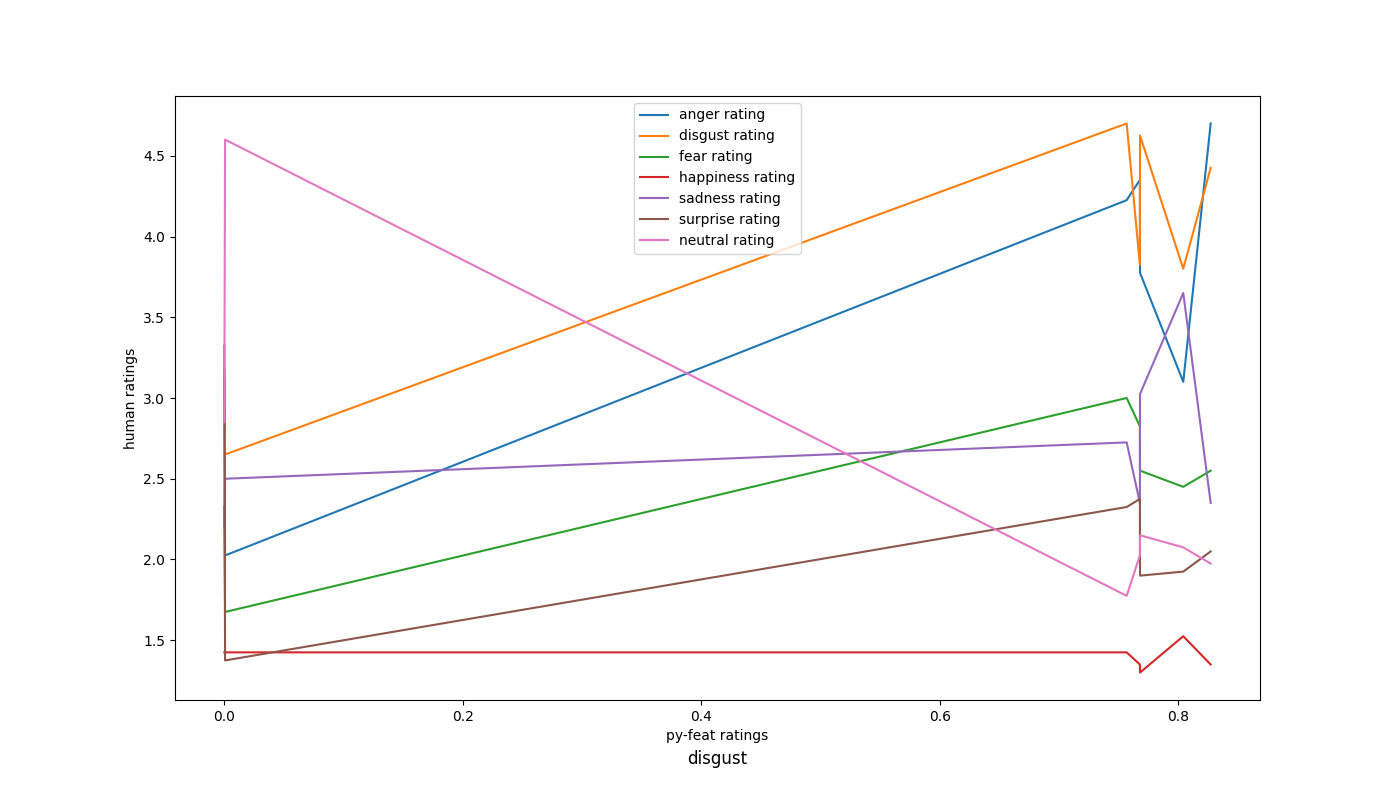 anger rating
disgust rating
fear rating
happiness rating
sadness rating
surprise rating
neutral rating
4.5
4.0
3.5
3.0
2.5
2.0
1.5
human ratings
0.0 0.2 0.4 0.6 0.8
py-feat ratings
disgust